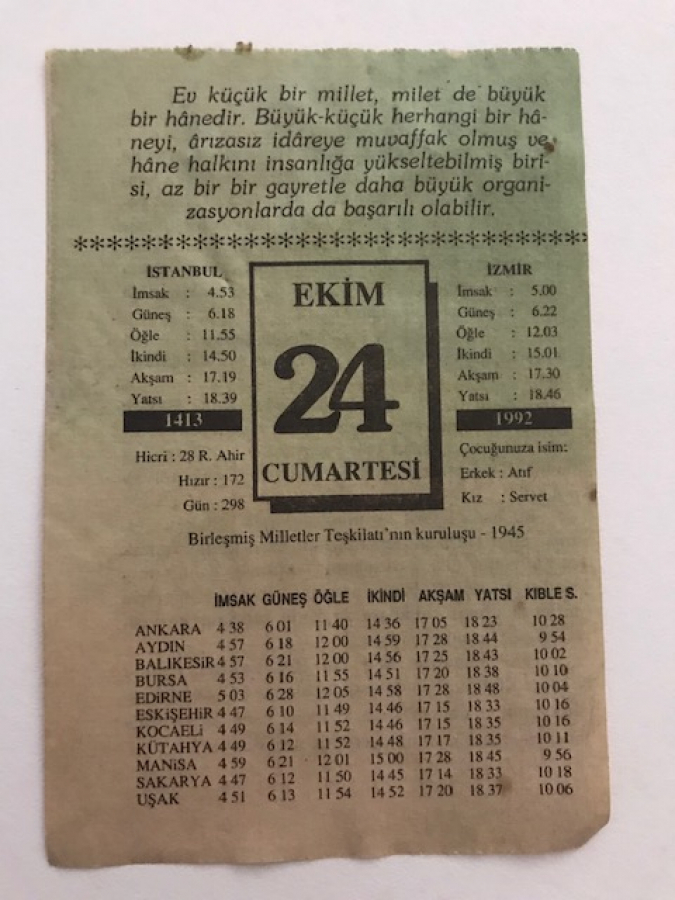 Ev küçük bir millet, milet de büyük
bir hânedir. Büyük-küçük herhangi bir hâ-
neyi, ârızasız idâreye muvaffak olmuş ve
hâne halkını insanlığa yükseltebilmiş biri-
si, az bir bir gayretle daha büyük organi-
zasyonlarda da başarılı olabilir.
****************************************
İSTANBUL
İmsak : 4.53
Güneş : 6.18
Öğle : 11.55
İkindi : 14.50
Akşam : 17.19
Yatsı : 18.39
1413
Hicri : 28 R. Ahir
Hızır : 172
Gün : 298
EKİM
24
CUMARTESİ
İZMİR
İmsak : 5.00
Güneş : 6.22
Öğle : 12.03
İkindi : 15.01
Akşam : 17.30
Yatsı : 18.46
1992
Çocuğunuza isim:
Erkek : Atıf
Kız : Servet
Birleşmiş Milletler Teşkilatı'nın kuruluşu - 1945
İMSAK GÜNEŞ ÖĞLE İKİNDİ AKŞAM YATSI KIBLE S.
ANKARA 4 38 6 01 11 40 14 36 17 05 18 23 10 28
AYDIN 4 57 6 18 12 00 14 59 17 28 18 44 9 54
BALIKESİR 4 57 6 21 12 00 14 56 17 25 18 43 10 02
BURSA 4 53 6 16 11 55 14 51 17 20 18 38 10 10
EDİRNE 5 03 6 28 12 05 14 58 17 28 18 48 10 04
ESKİŞEHİR 4 47 6 10 11 49 14 46 17 15 18 33 10 16
KOCAELİ 4 49 6 14 11 52 14 46 17 15 18 35 10 16
KÜTAHYA 4 49 6 12 11 52 14 48 17 17 18 35 10 11
MANİSA 4 59 6 21 12 01 15 00 17 28 18 45 9 56
SAKARYA 4 47 6 12 11 50 14 45 17 14 18 33 10 18
UŞAK 4 51 6 13 11 54 14 52 17 20 18 37 10 06